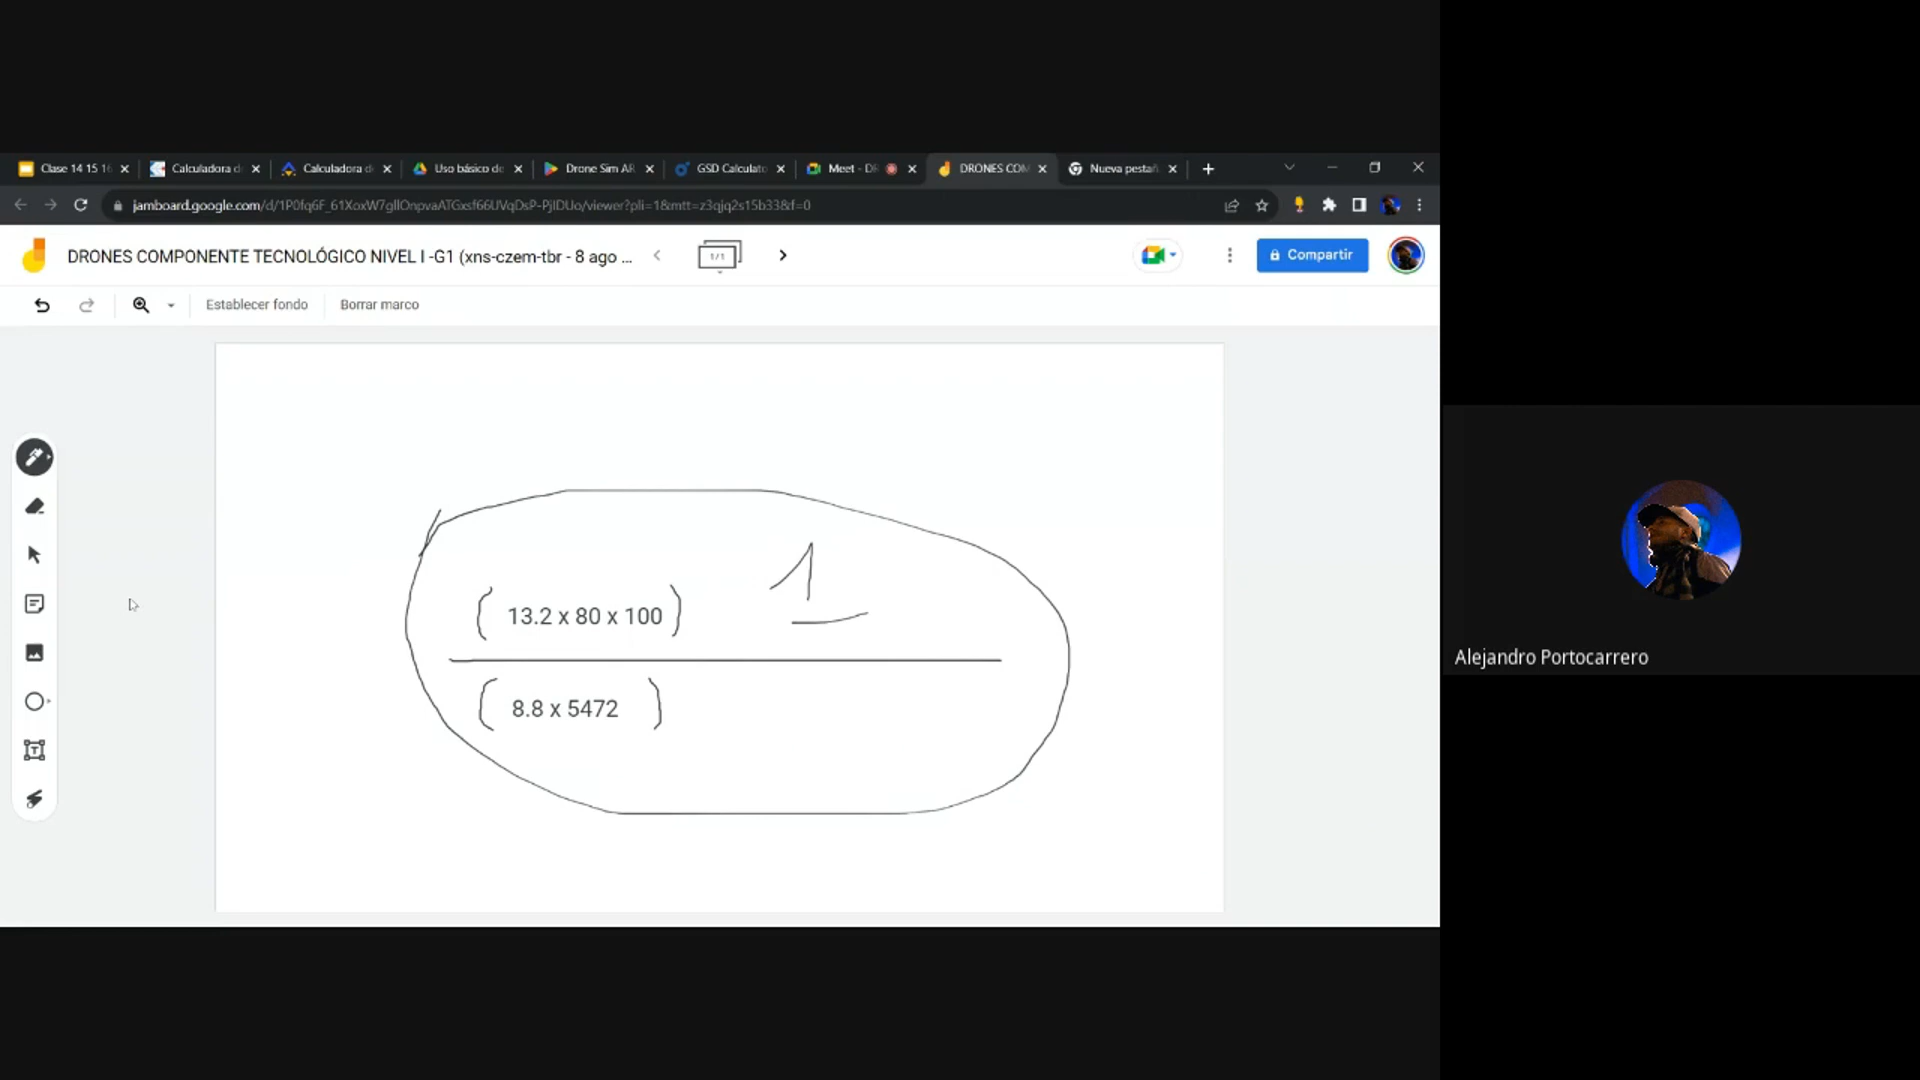 Clase 14 15 16
Calculadora d
Calculadora d
Uso básico de
Drone Sim AR
GSD Calculato
Meet - DR
DRONES COM
Nueva pestañ
jamboard.google.com/d/1P0fq6F_61XoxW7gllOnpvaATGxsf66UVqDsP-PjIDUo/viewer?pli=1&mtt=z3qjq2s15b33&f=0
DRONES COMPONENTE TECNOLÓGICO NIVEL I -G1 (xns-czem-tbr - 8 ago ...
1/1
Compartir
Establecer fondo
Borrar marco
1
( 13.2 x 80 x 100 )
( 8.8 x 5472 )
Alejandro Portocarrero